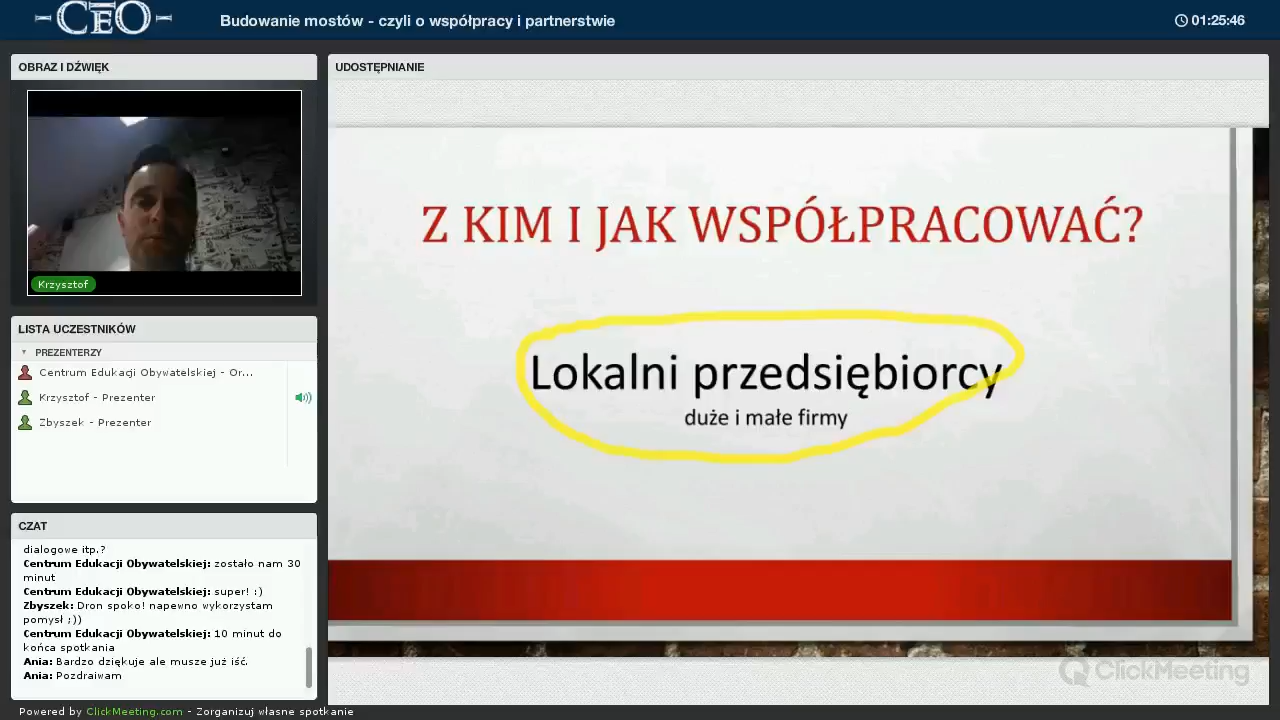 CEO
Budowanie mostów - czyli o współpracy i partnerstwie
01:25:46
OBRAZ I DŹWIĘK
Krzysztof
LISTA UCZESTNIKÓW
PREZENTERZY
Centrum Edukacji Obywatelskiej - Or...
Krzysztof - Prezenter
Zbyszek - Prezenter
CZAT
dialogowe itp.?
Centrum Edukacji Obywatelskiej: zostało nam 30
minut
Centrum Edukacji Obywatelskiej: super! :)
Zbyszek: Dron spoko! napewno wykorzystam
pomysł ;))
Centrum Edukacji Obywatelskiej: 10 minut do
końca spotkania
Ania: Bardzo dziękuje ale musze już iść.
Ania: Pozdraiwam
Powered by ClickMeeting.com - Zorganizuj własne spotkanie
UDOSTĘPNIANIE
Z KIM I JAK WSPÓŁPRACOWAĆ?
Lokalni przedsiębiorcy
duże i małe firmy
ClickMeeting